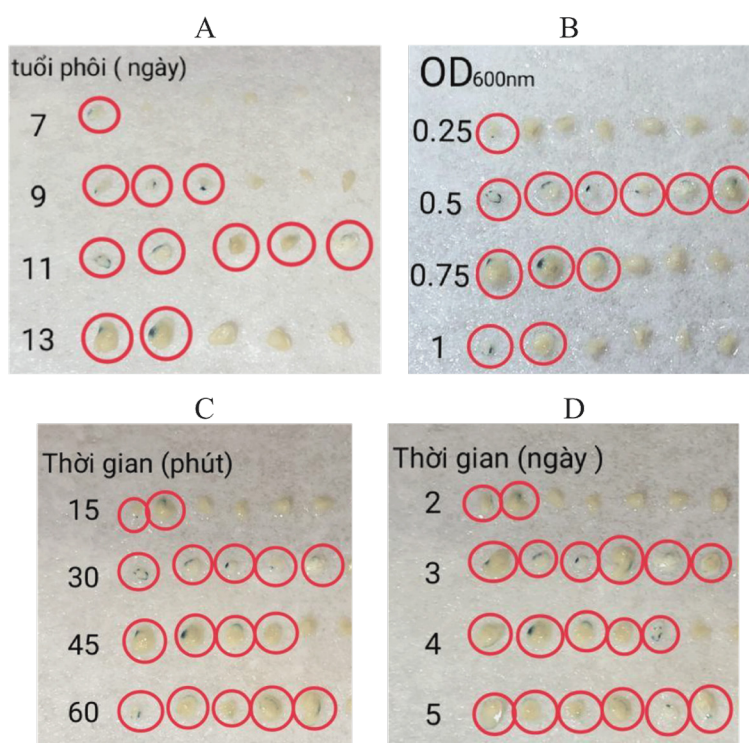 A
tuổi phôi ( ngày)
7
9
11
13
B
OD600nm
0.25
0.5
0.75
1
C
Thời gian (phút)
15
30
45
60
D
Thời gian (ngày )
2
3
4
5